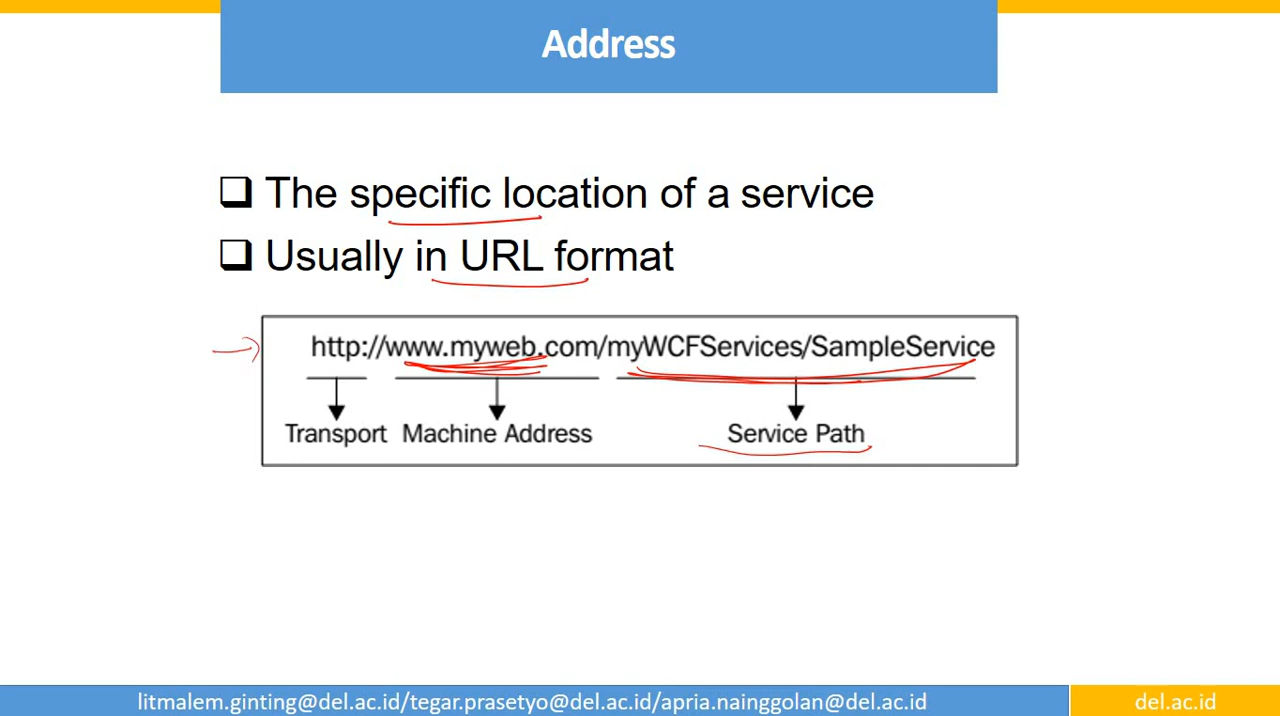 Address
The specific location of a service
Usually in URL format
http://www.myweb.com/myWCFServices/SampleService
Transport Machine Address Service Path
litmalem.ginting@del.ac.id/tegar.prasetyo@del.ac.id/apria.nainggolan@del.ac.id del.ac.id